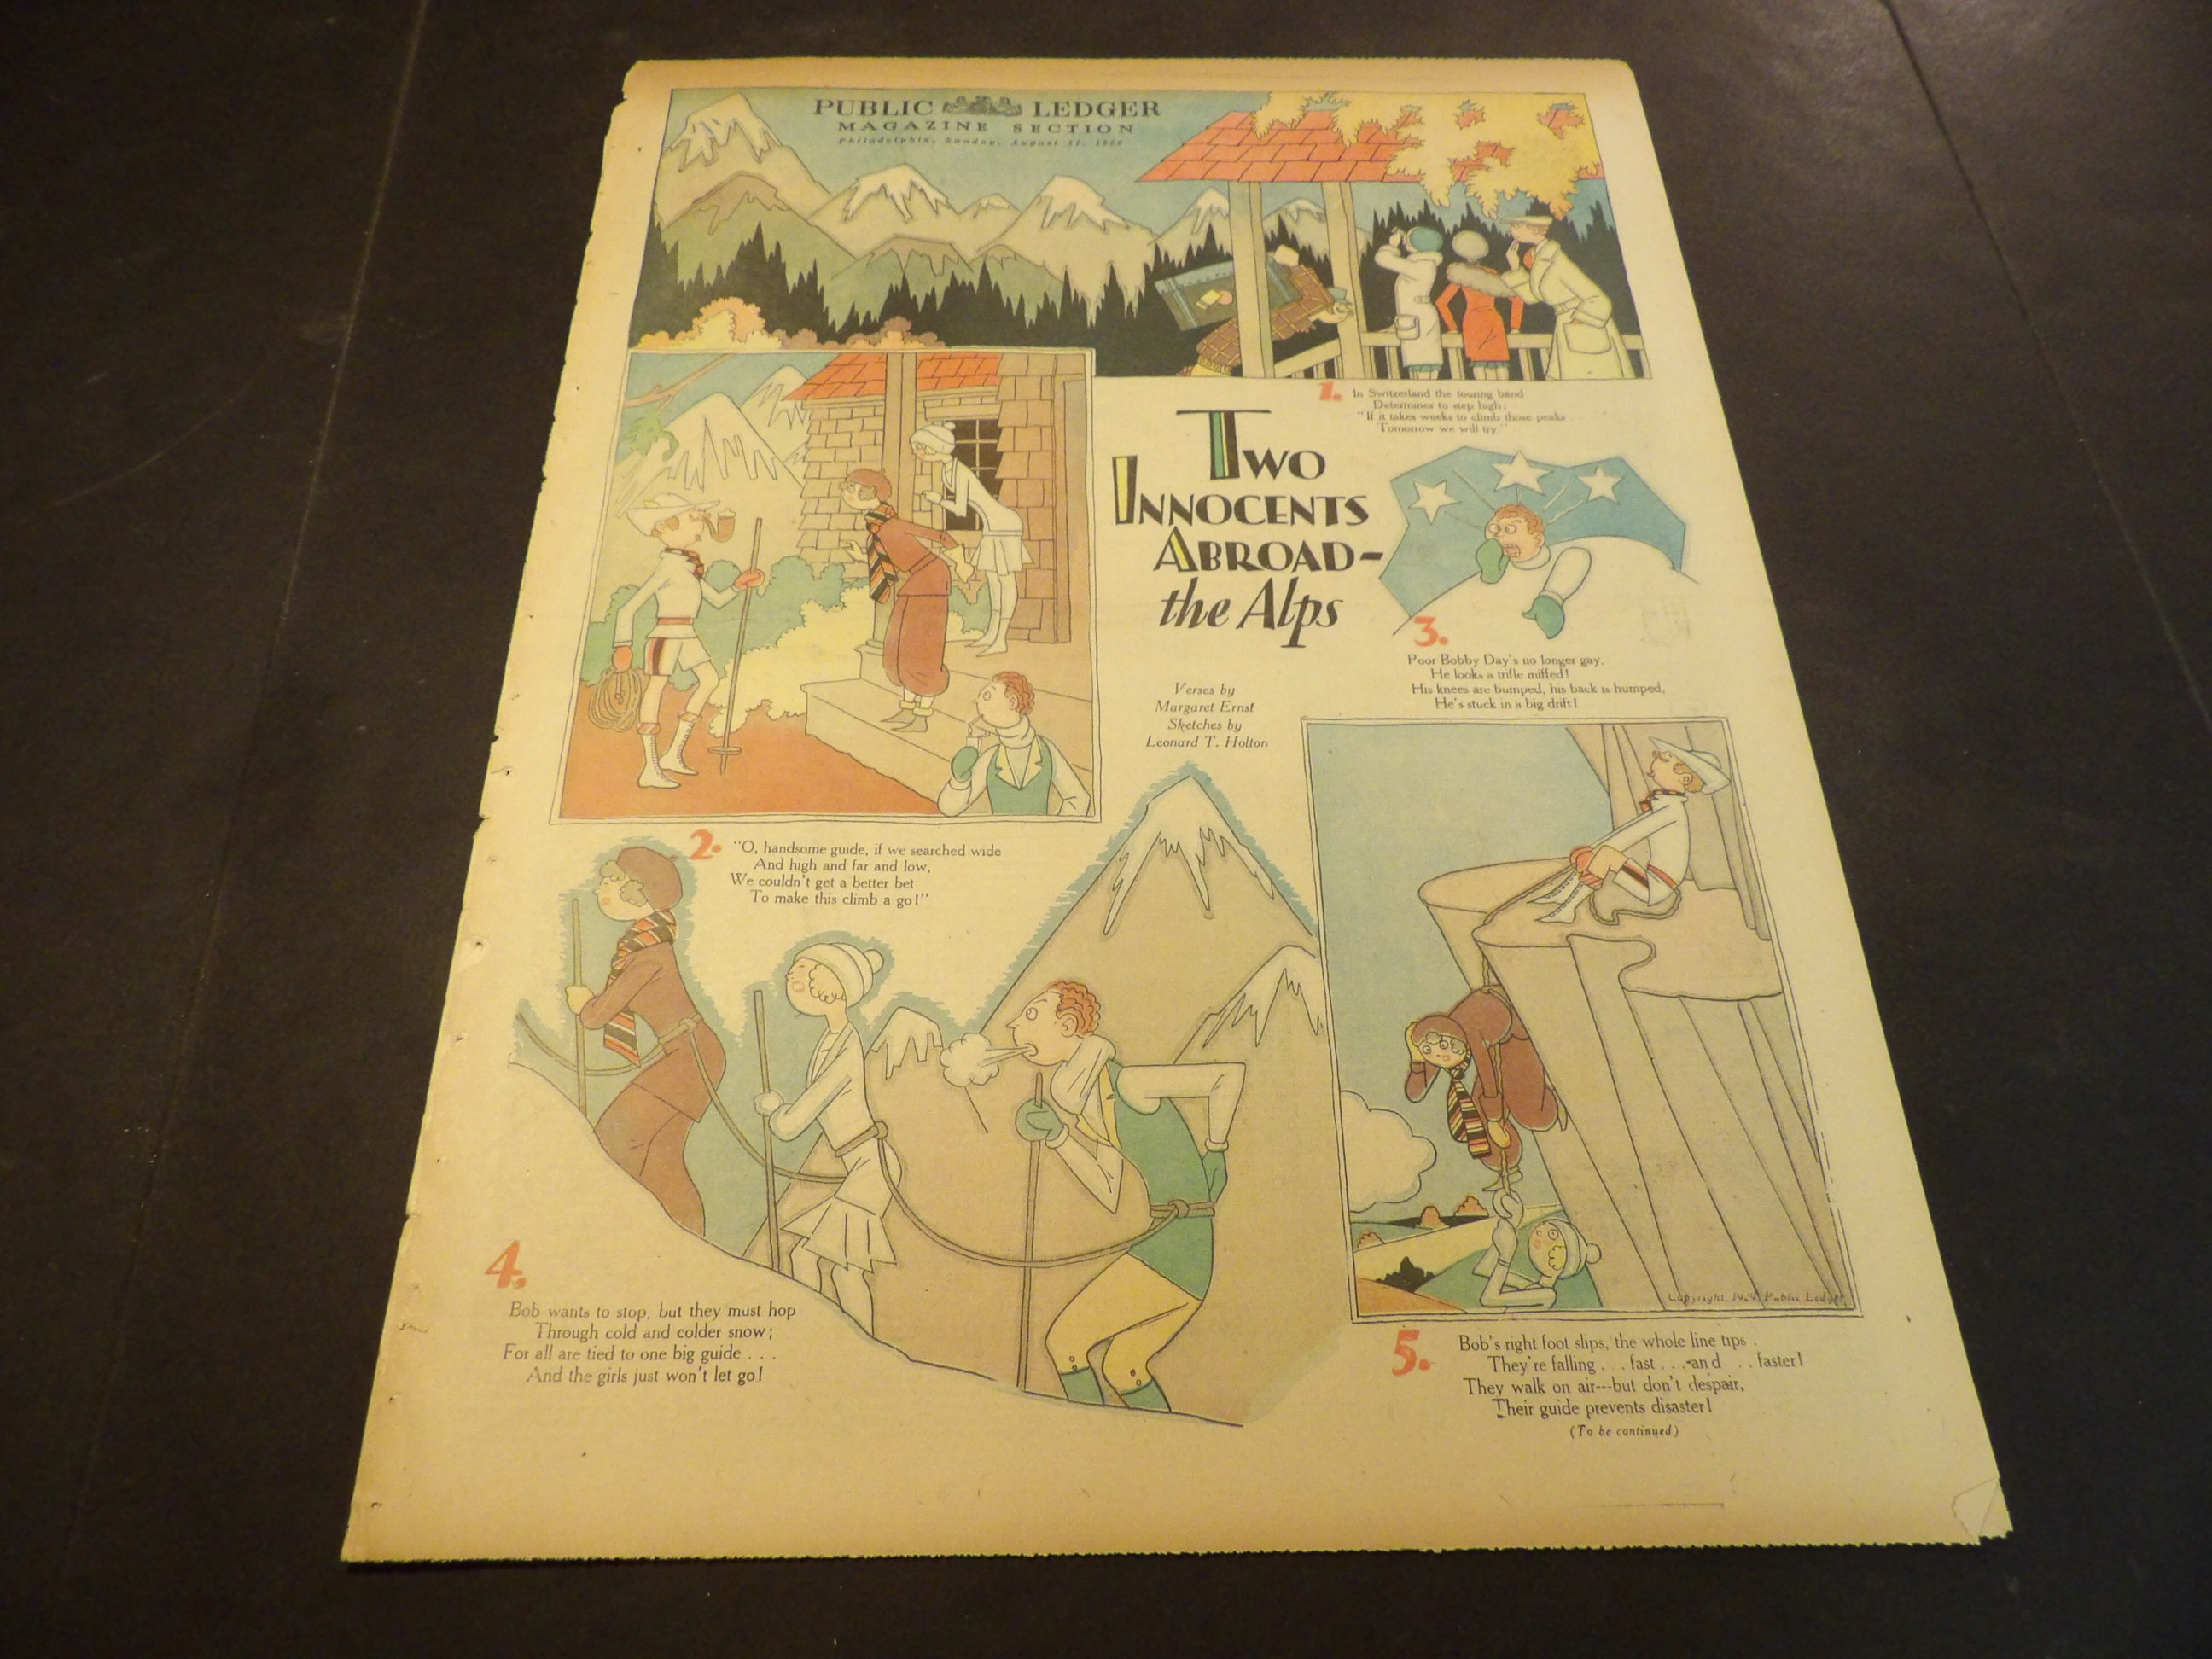 PUBLIC LEDGER
MAGAZINE SECTION
Philadelphia, Sunday, August 11,
1. In Switzerland the touring band
Determines to step high;
"If it takes weeks to climb those peaks
Tomorrow we will try."
TWO
INNOCENTS
ABROAD-
the Alps
Verses by
Margaret Ernst
Sketches by
Leonard T. Holton
2. "O, handsome guide, if we searched wide
And high and far and low,
We couldn't get a better bet
To make this climb a go!"
3.
Poor Bobby Day's no longer gay.
He looks a trifle miffed!
His knees are bumped, his back is humped,
He's stuck in a big drift!
4.
Bob wants to stop, but they must hop
Through cold and colder snow;
For all are tied to one big guide . . .
And the girls just won't let go!
Copyright, Public Ledger
5. Bob's right foot slips, the whole line tips .
They're falling . . . fast . . . and . . faster!
They walk on air---but don't despair,
Their guide prevents disaster!
(To be continued)